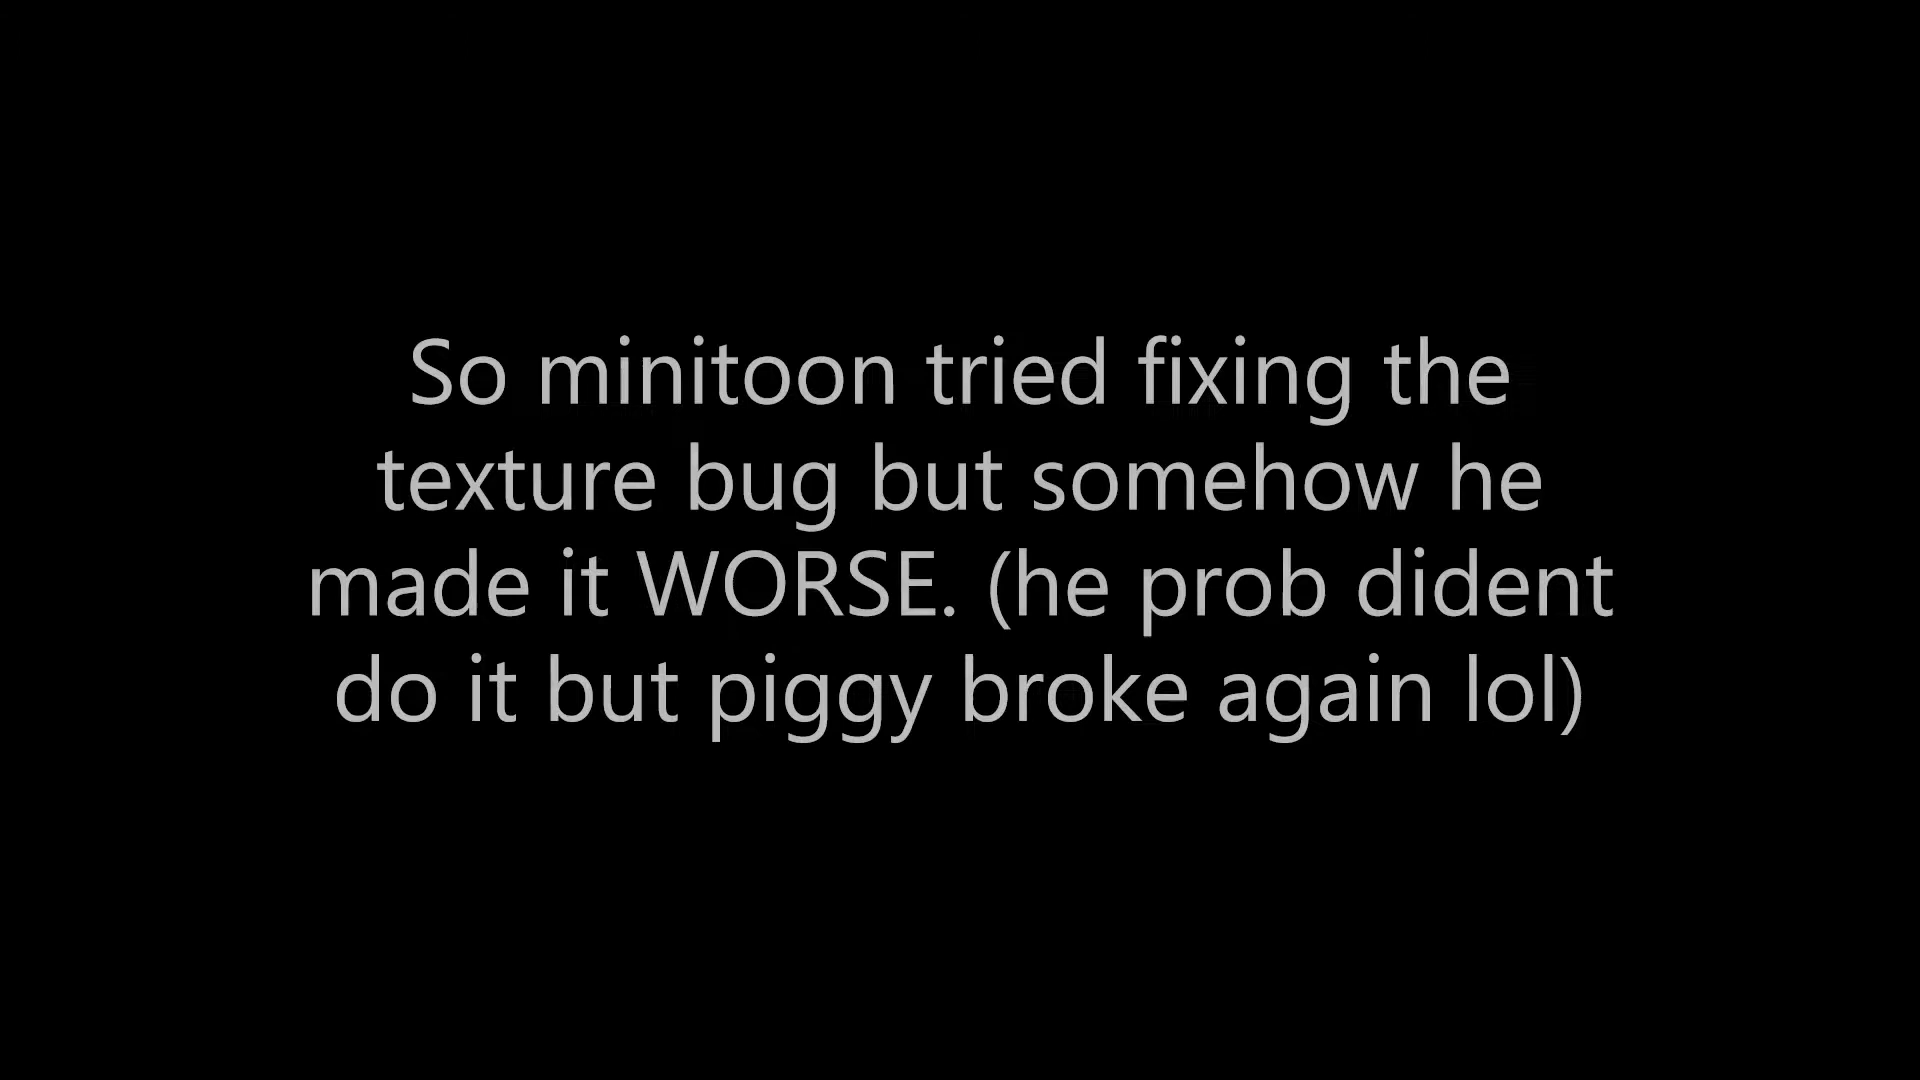 So minitoon tried fixing the
texture bug but somehow he
made it WORSE. (he prob dident
do it but piggy broke again lol)